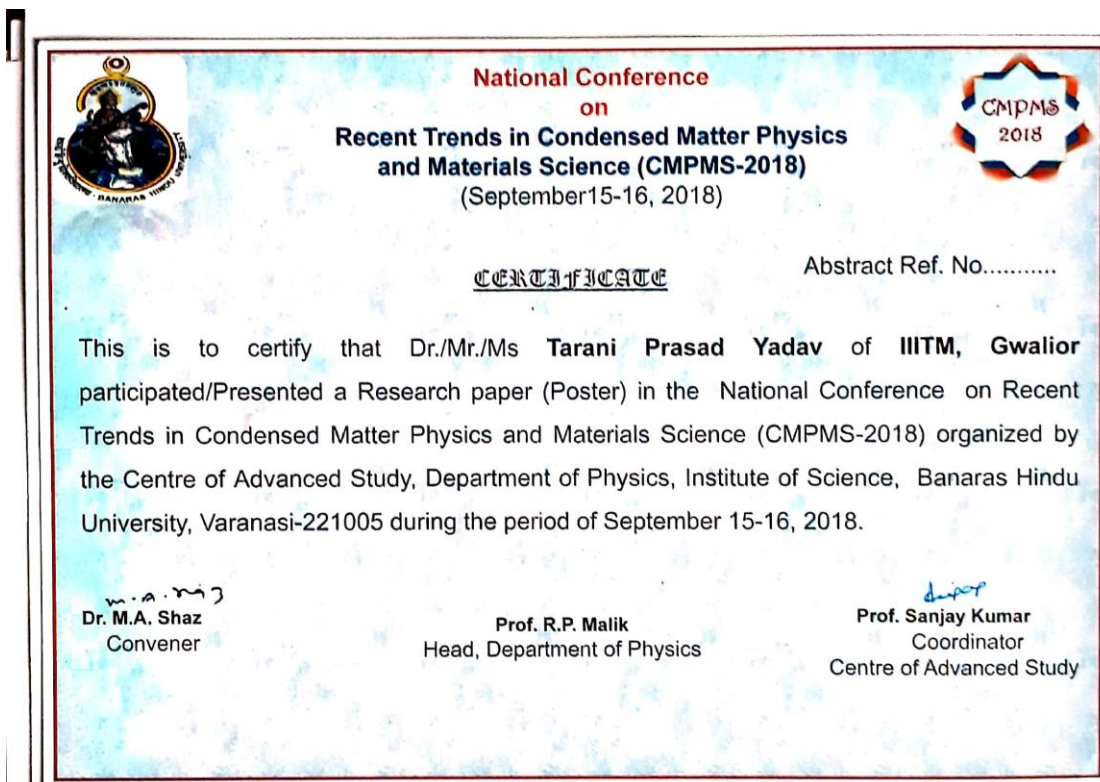 National Conference
on
Recent Trends in Condensed Matter Physics
and Materials Science (CMPMS-2018)
(September15-16, 2018)
BANARAS HINDU UNIVERSITY
CMPMS
2018
CERTIFICATE
Abstract Ref. No...........
This is to certify that Dr./Mr./Ms Tarani Prasad Yadav of IIITM, Gwalior
participated/Presented a Research paper (Poster) in the National Conference on Recent
Trends in Condensed Matter Physics and Materials Science (CMPMS-2018) organized by
the Centre of Advanced Study, Department of Physics, Institute of Science, Banaras Hindu
University, Varanasi-221005 during the period of September 15-16, 2018.
Dr. M.A. Shaz
Convener
Prof. R.P. Malik
Head, Department of Physics
Prof. Sanjay Kumar
Coordinator
Centre of Advanced Study